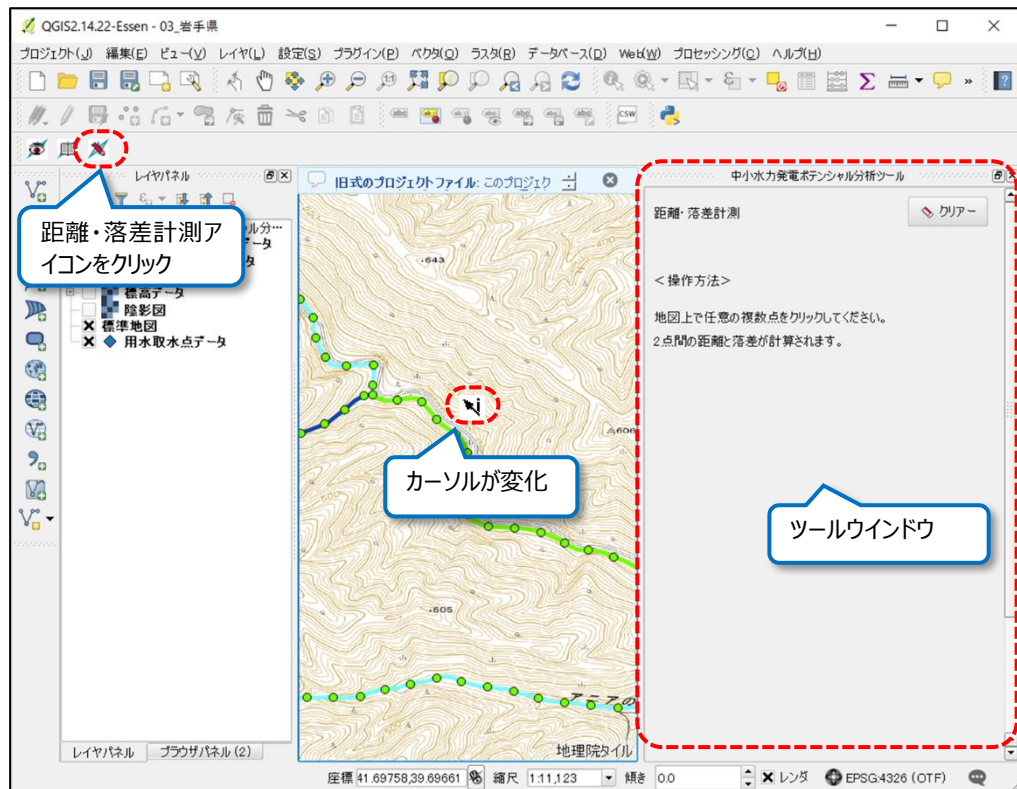 QGIS2.14.22-Essen - 03_岩手県
プロジェクト(J) 編集(E) ビュー(V) レイヤ(L) 設定(S) プラグイン(P) ベクタ(O) ラスタ(R) データベース(D) Web(W) プロセッシング(C) ヘルプ(H)
abc
CSW
レイヤパネル
旧式のプロジェクトファイル: このプロジェク
中小水力発電ポテンシャル分析ツール
距離・落差計測ア
イコンをクリック
ル分…
ータ
タ
標高データ
陰影図
標準地図
用水取水点データ
距離・落差計測
クリアー
<操作方法>
地図上で任意の複数点をクリックしてください。
2点間の距離と落差が計算されます。
643
606
カーソルが変化
ツールウインドウ
605
アニアの
地理院タイル
レイヤパネル ブラウザパネル(2)
座標 41.69758,39.69661 縮尺 1:11,123 傾き 0.0 レンダ EPSG:4326 (OTF)